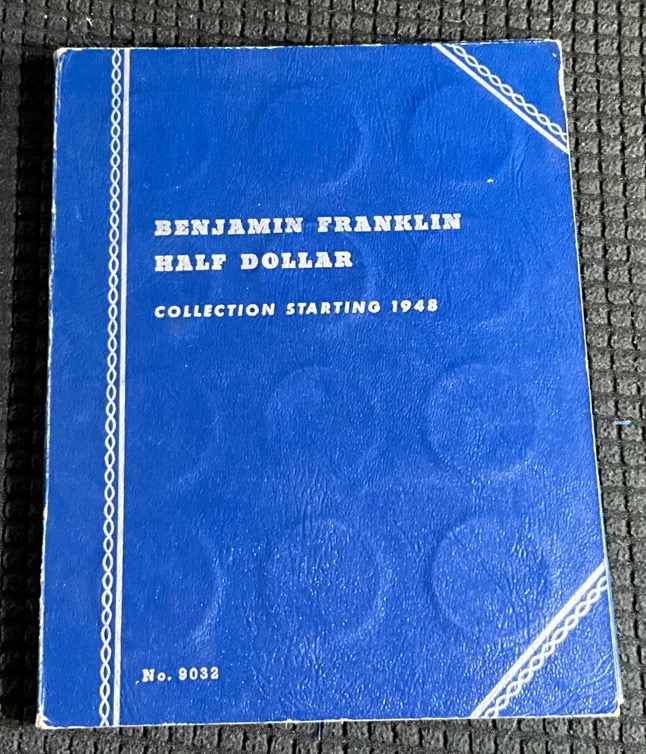 BENJAMIN FRANKLIN
HALF DOLLAR
COLLECTION STARTING 1948
No. 9032